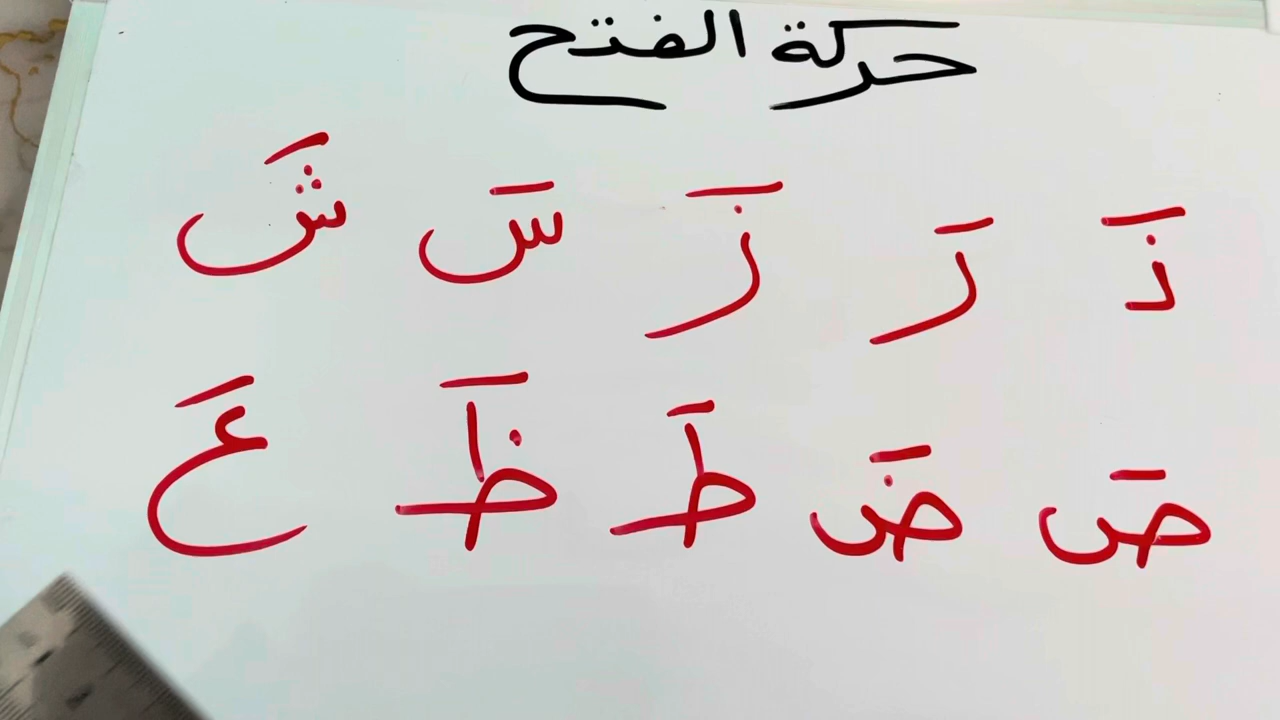 حركة الفتح
ذَ رَ زَ سَ شَ
صَ ضَ طَ ظَ عَ